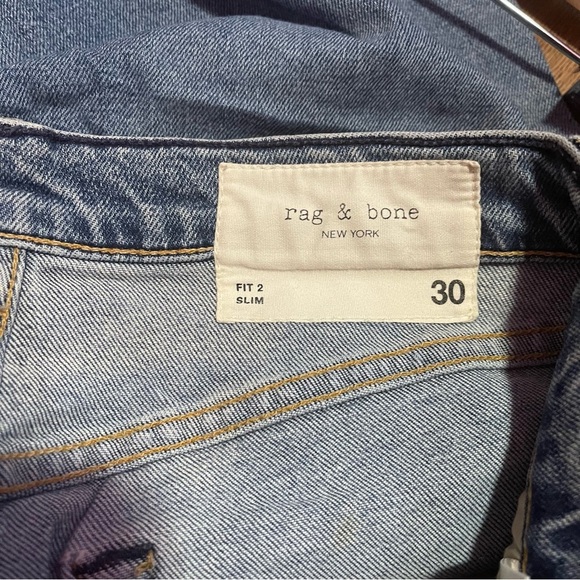 rag & bone
NEW YORK
FIT 2
SLIM
30